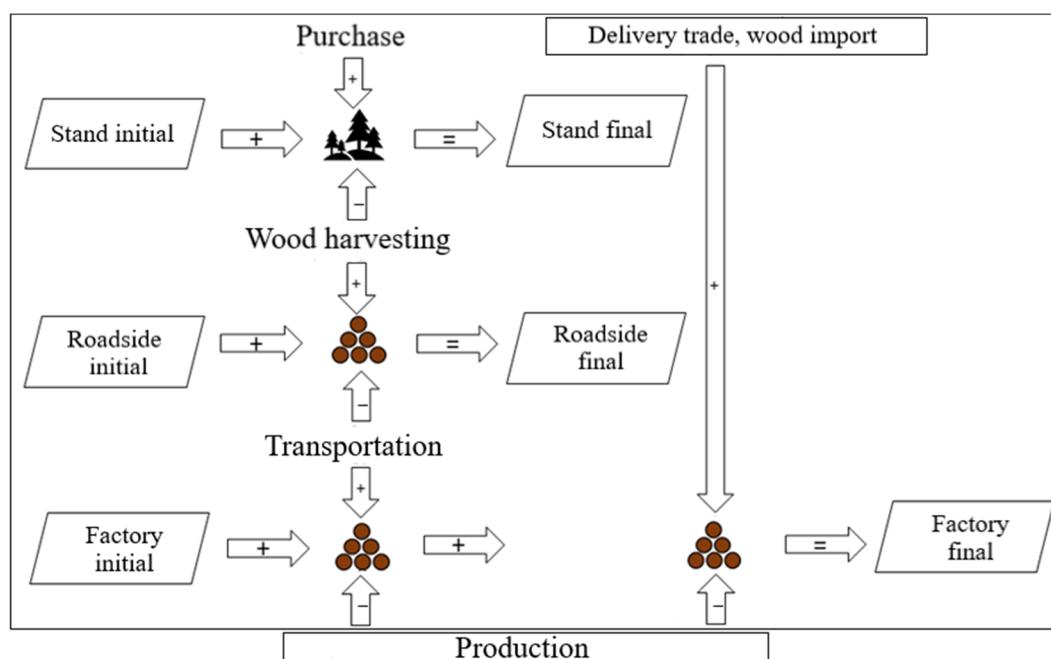 Purchase
Delivery trade, wood import
+
Stand initial
+
=
Stand final
−
Wood harvesting
+
+
Roadside
initial
+
=
Roadside
final
−
Transportation
+
Factory
initial
+
+
=
Factory
final
−
−
Production